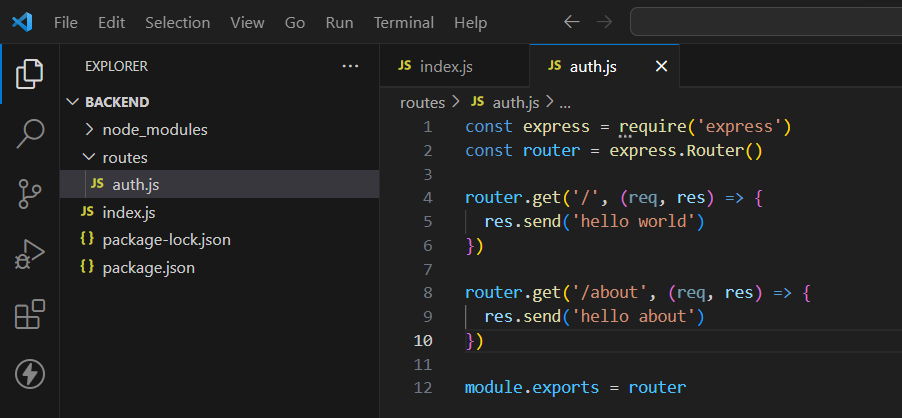 File Edit Selection View Go Run Terminal Help
EXPLORER ...
BACKEND
node_modules
routes
JS auth.js
JS index.js
{} package-lock.json
{} package.json
JS index.js JS auth.js
routes > JS auth.js > ...
1 const express = require('express')
2 const router = express.Router()
3
4 router.get('/', (req, res) => {
5   res.send('hello world')
6 })
7
8 router.get('/about', (req, res) => {
9   res.send('hello about')
10 })
11
12 module.exports = router